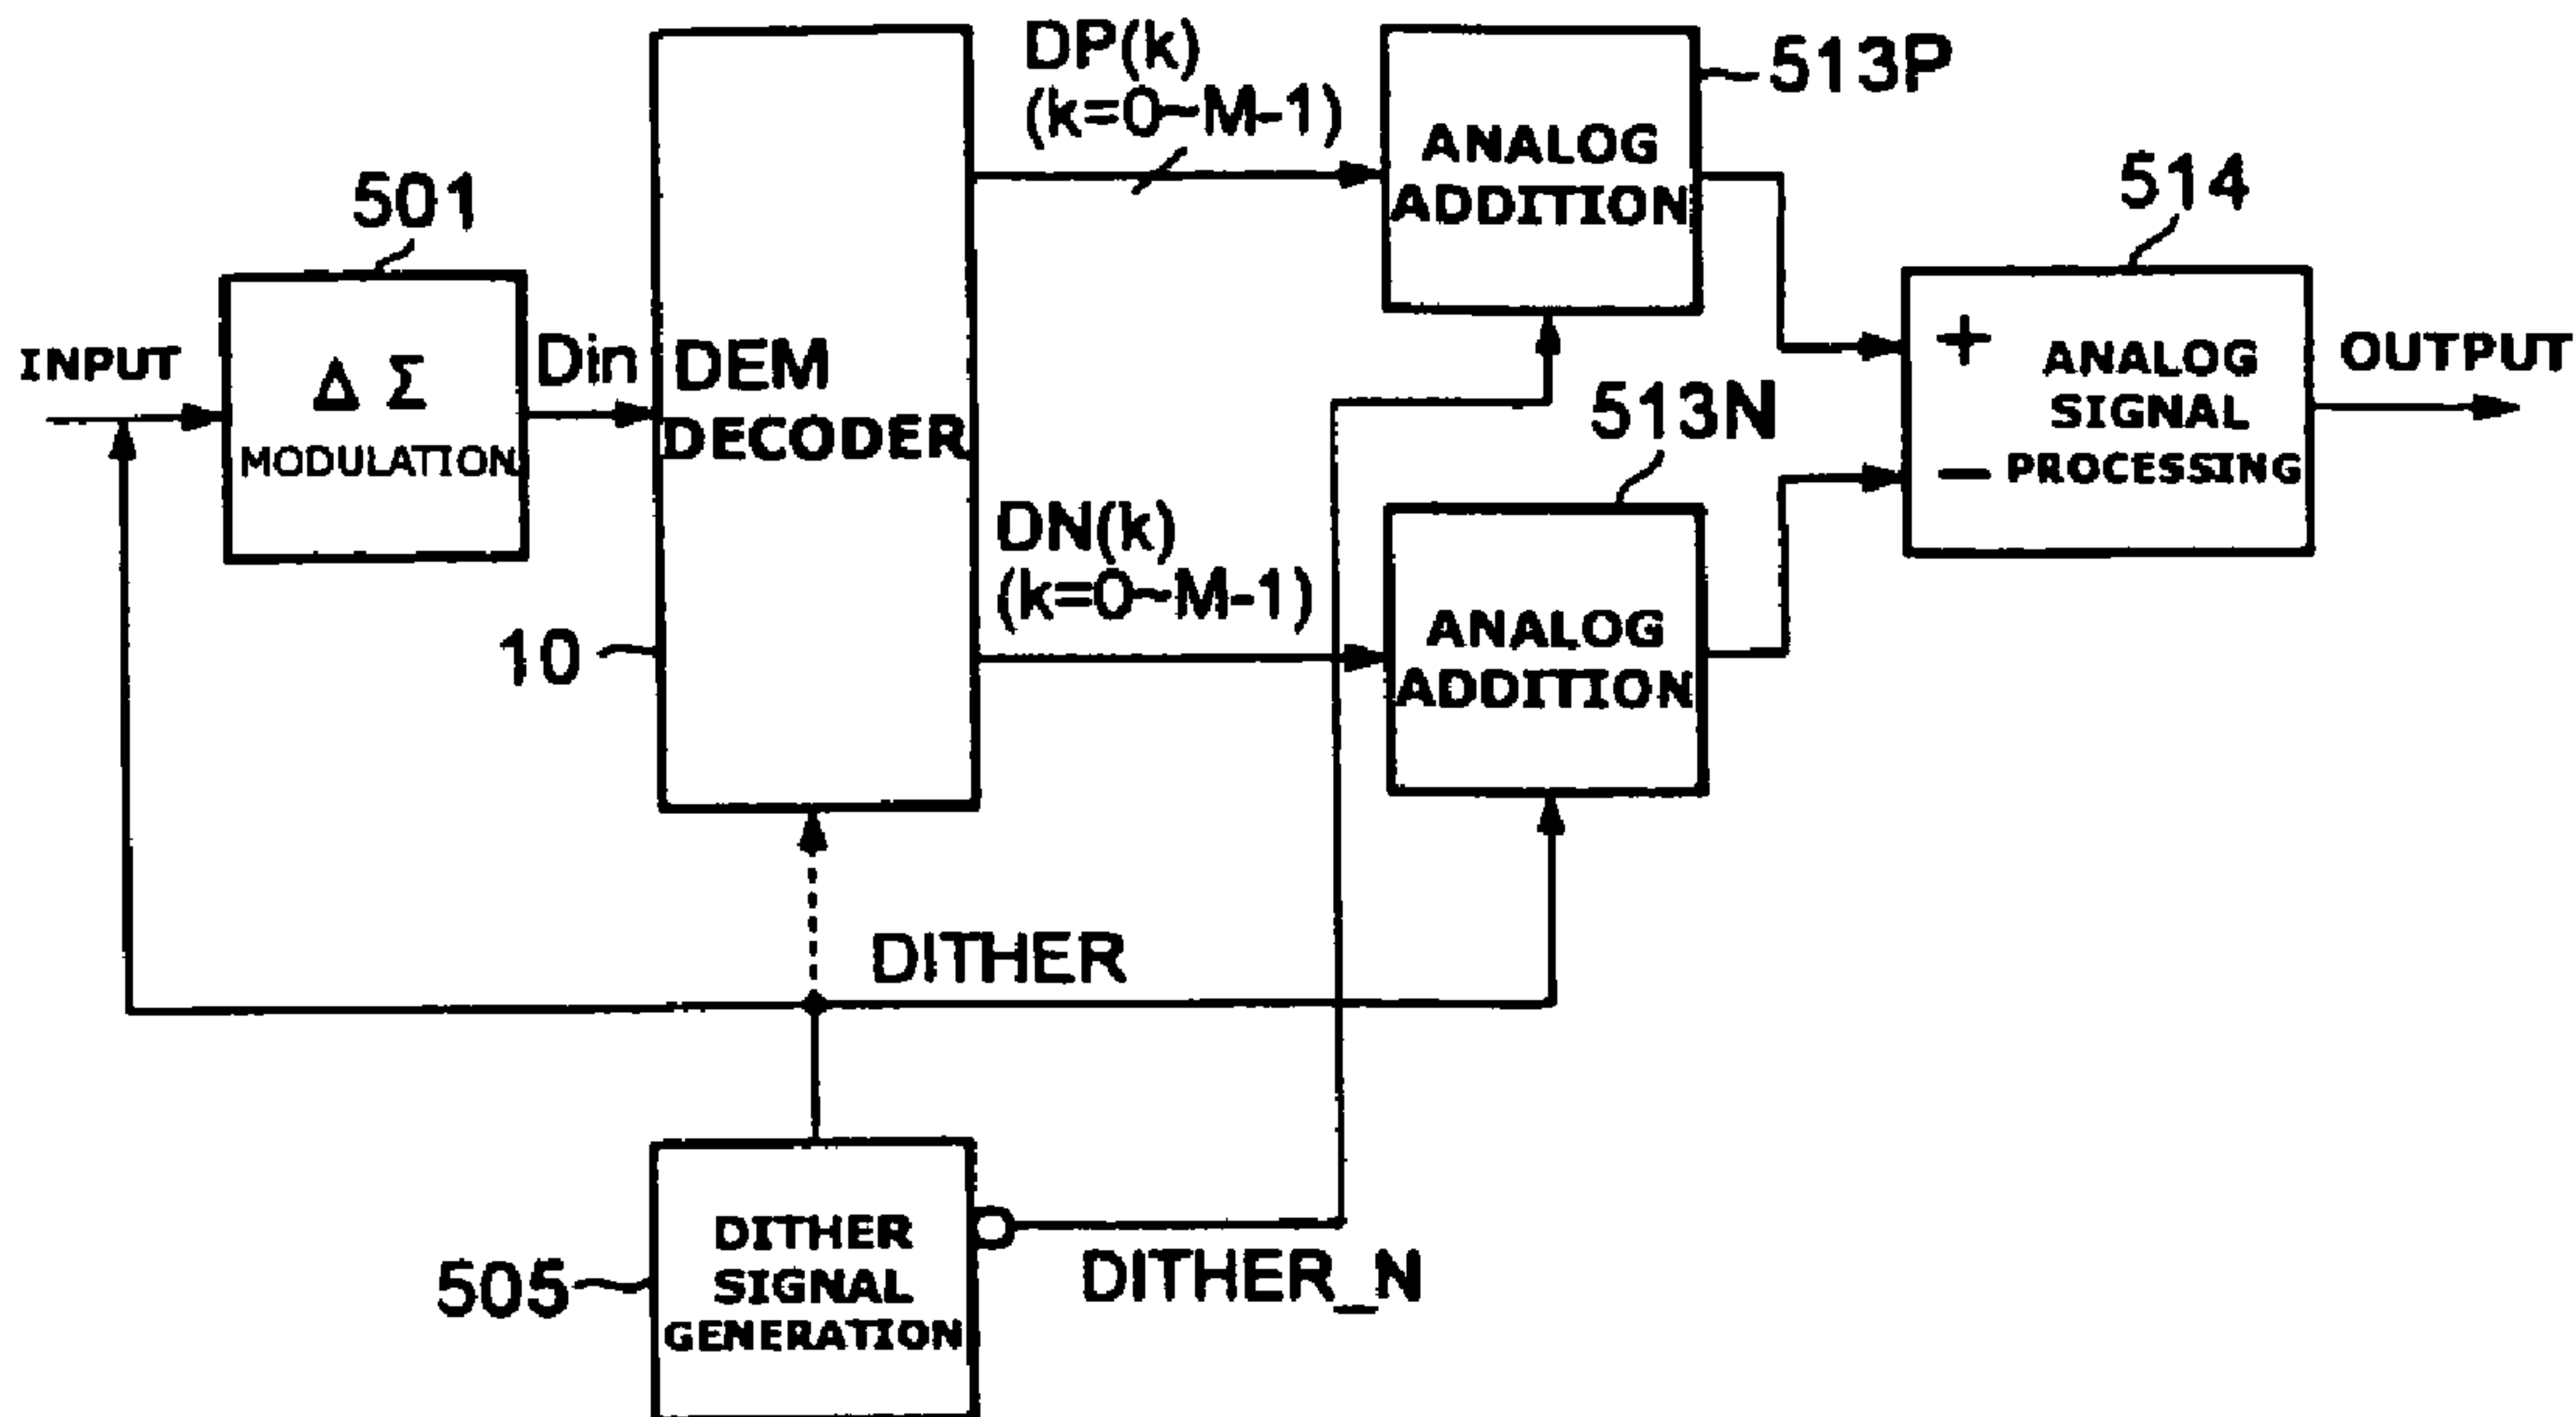 DP(k)
(k=0~M-1)
513P
ANALOG
ADDITION
501
514
INPUT
Δ Σ
MODULATION
Din
DEM
DECODER
+
ANALOG
SIGNAL
− PROCESSING
OUTPUT
513N
DN(k)
(k=0~M-1)
10
ANALOG
ADDITION
DITHER
505
DITHER
SIGNAL
GENERATION
DITHER_N